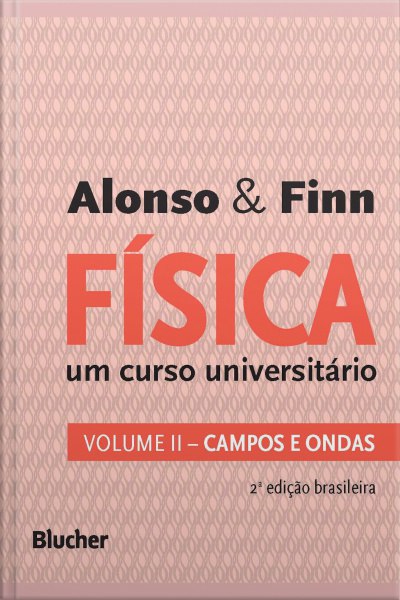 Alonso & Finn
FÍSICA
um curso universitário
VOLUME II – CAMPOS E ONDAS
2ª edição brasileira
Blucher